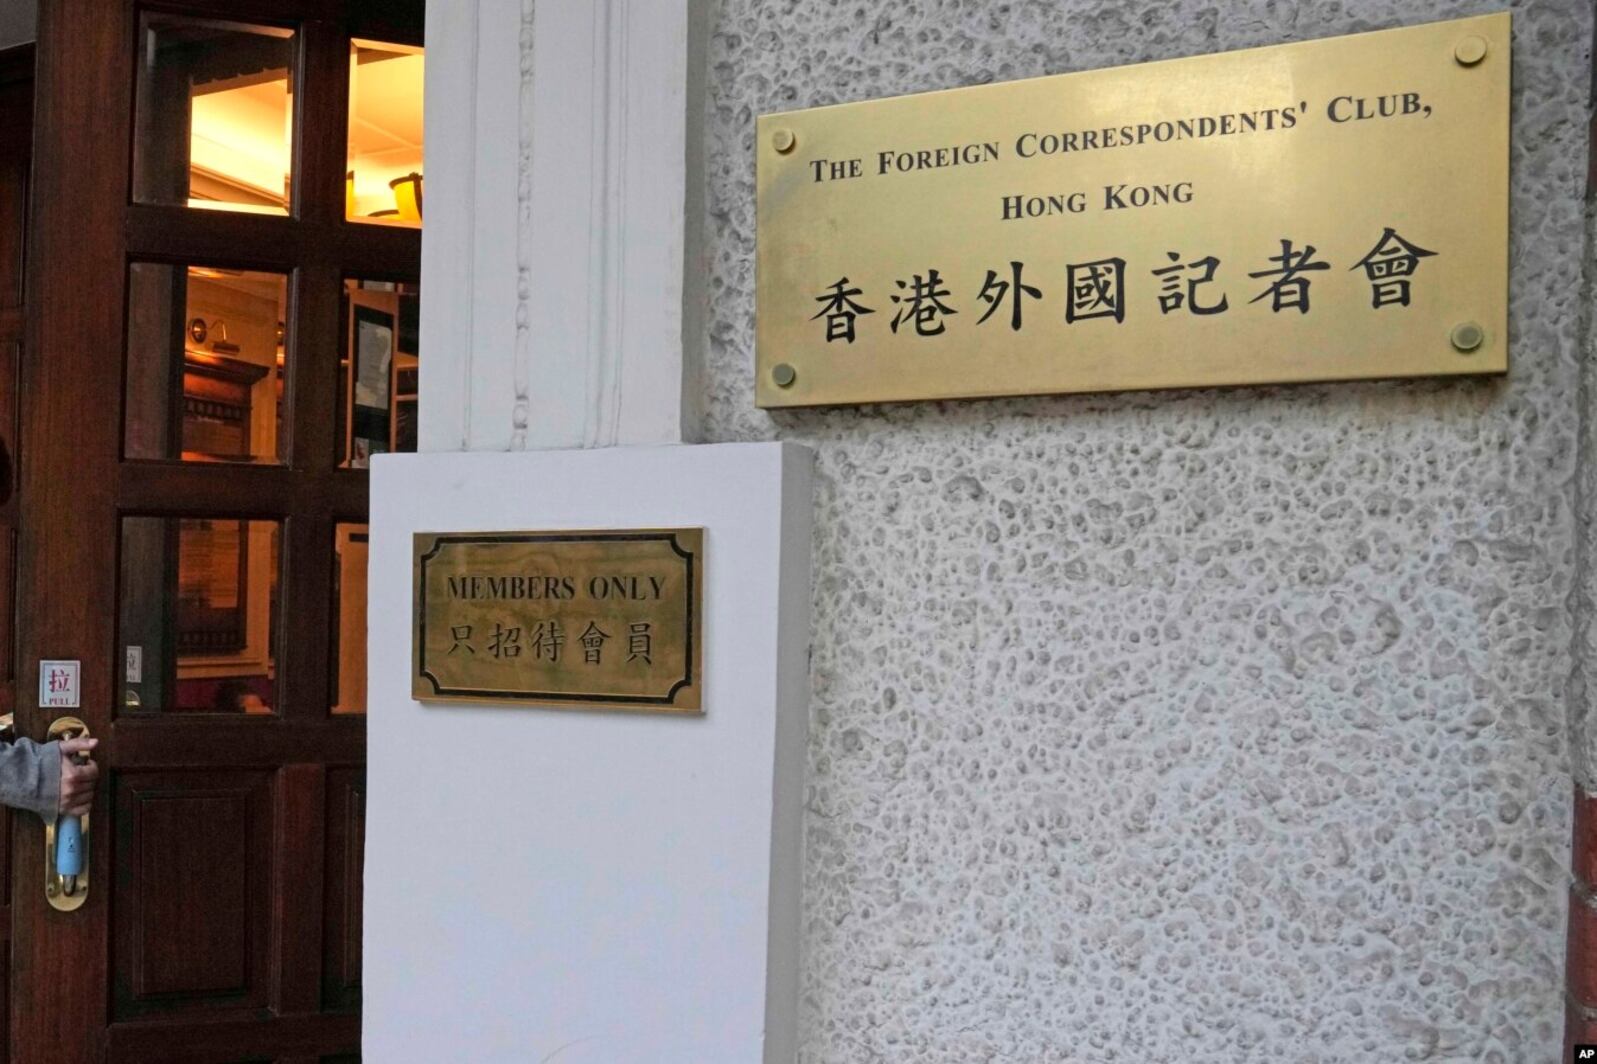 THE FOREIGN CORRESPONDENTS' CLUB,
HONG KONG
香港外國記者會
MEMBERS ONLY
只招待會員
拉
PULL
AP